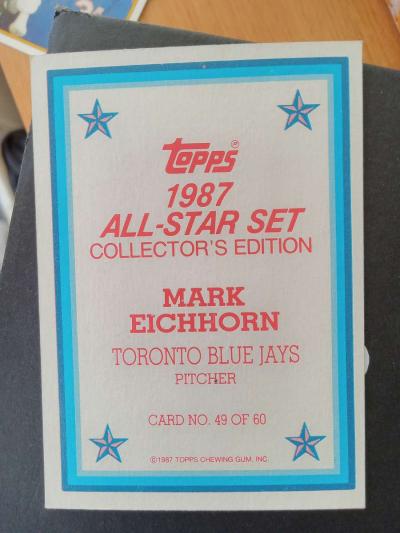 TOPPS®
1987
ALL-STAR SET
COLLECTOR'S EDITION
MARK
EICHHORN
TORONTO BLUE JAYS
PITCHER
CARD NO. 49 OF 60
©1987 TOPPS CHEWING GUM, INC.